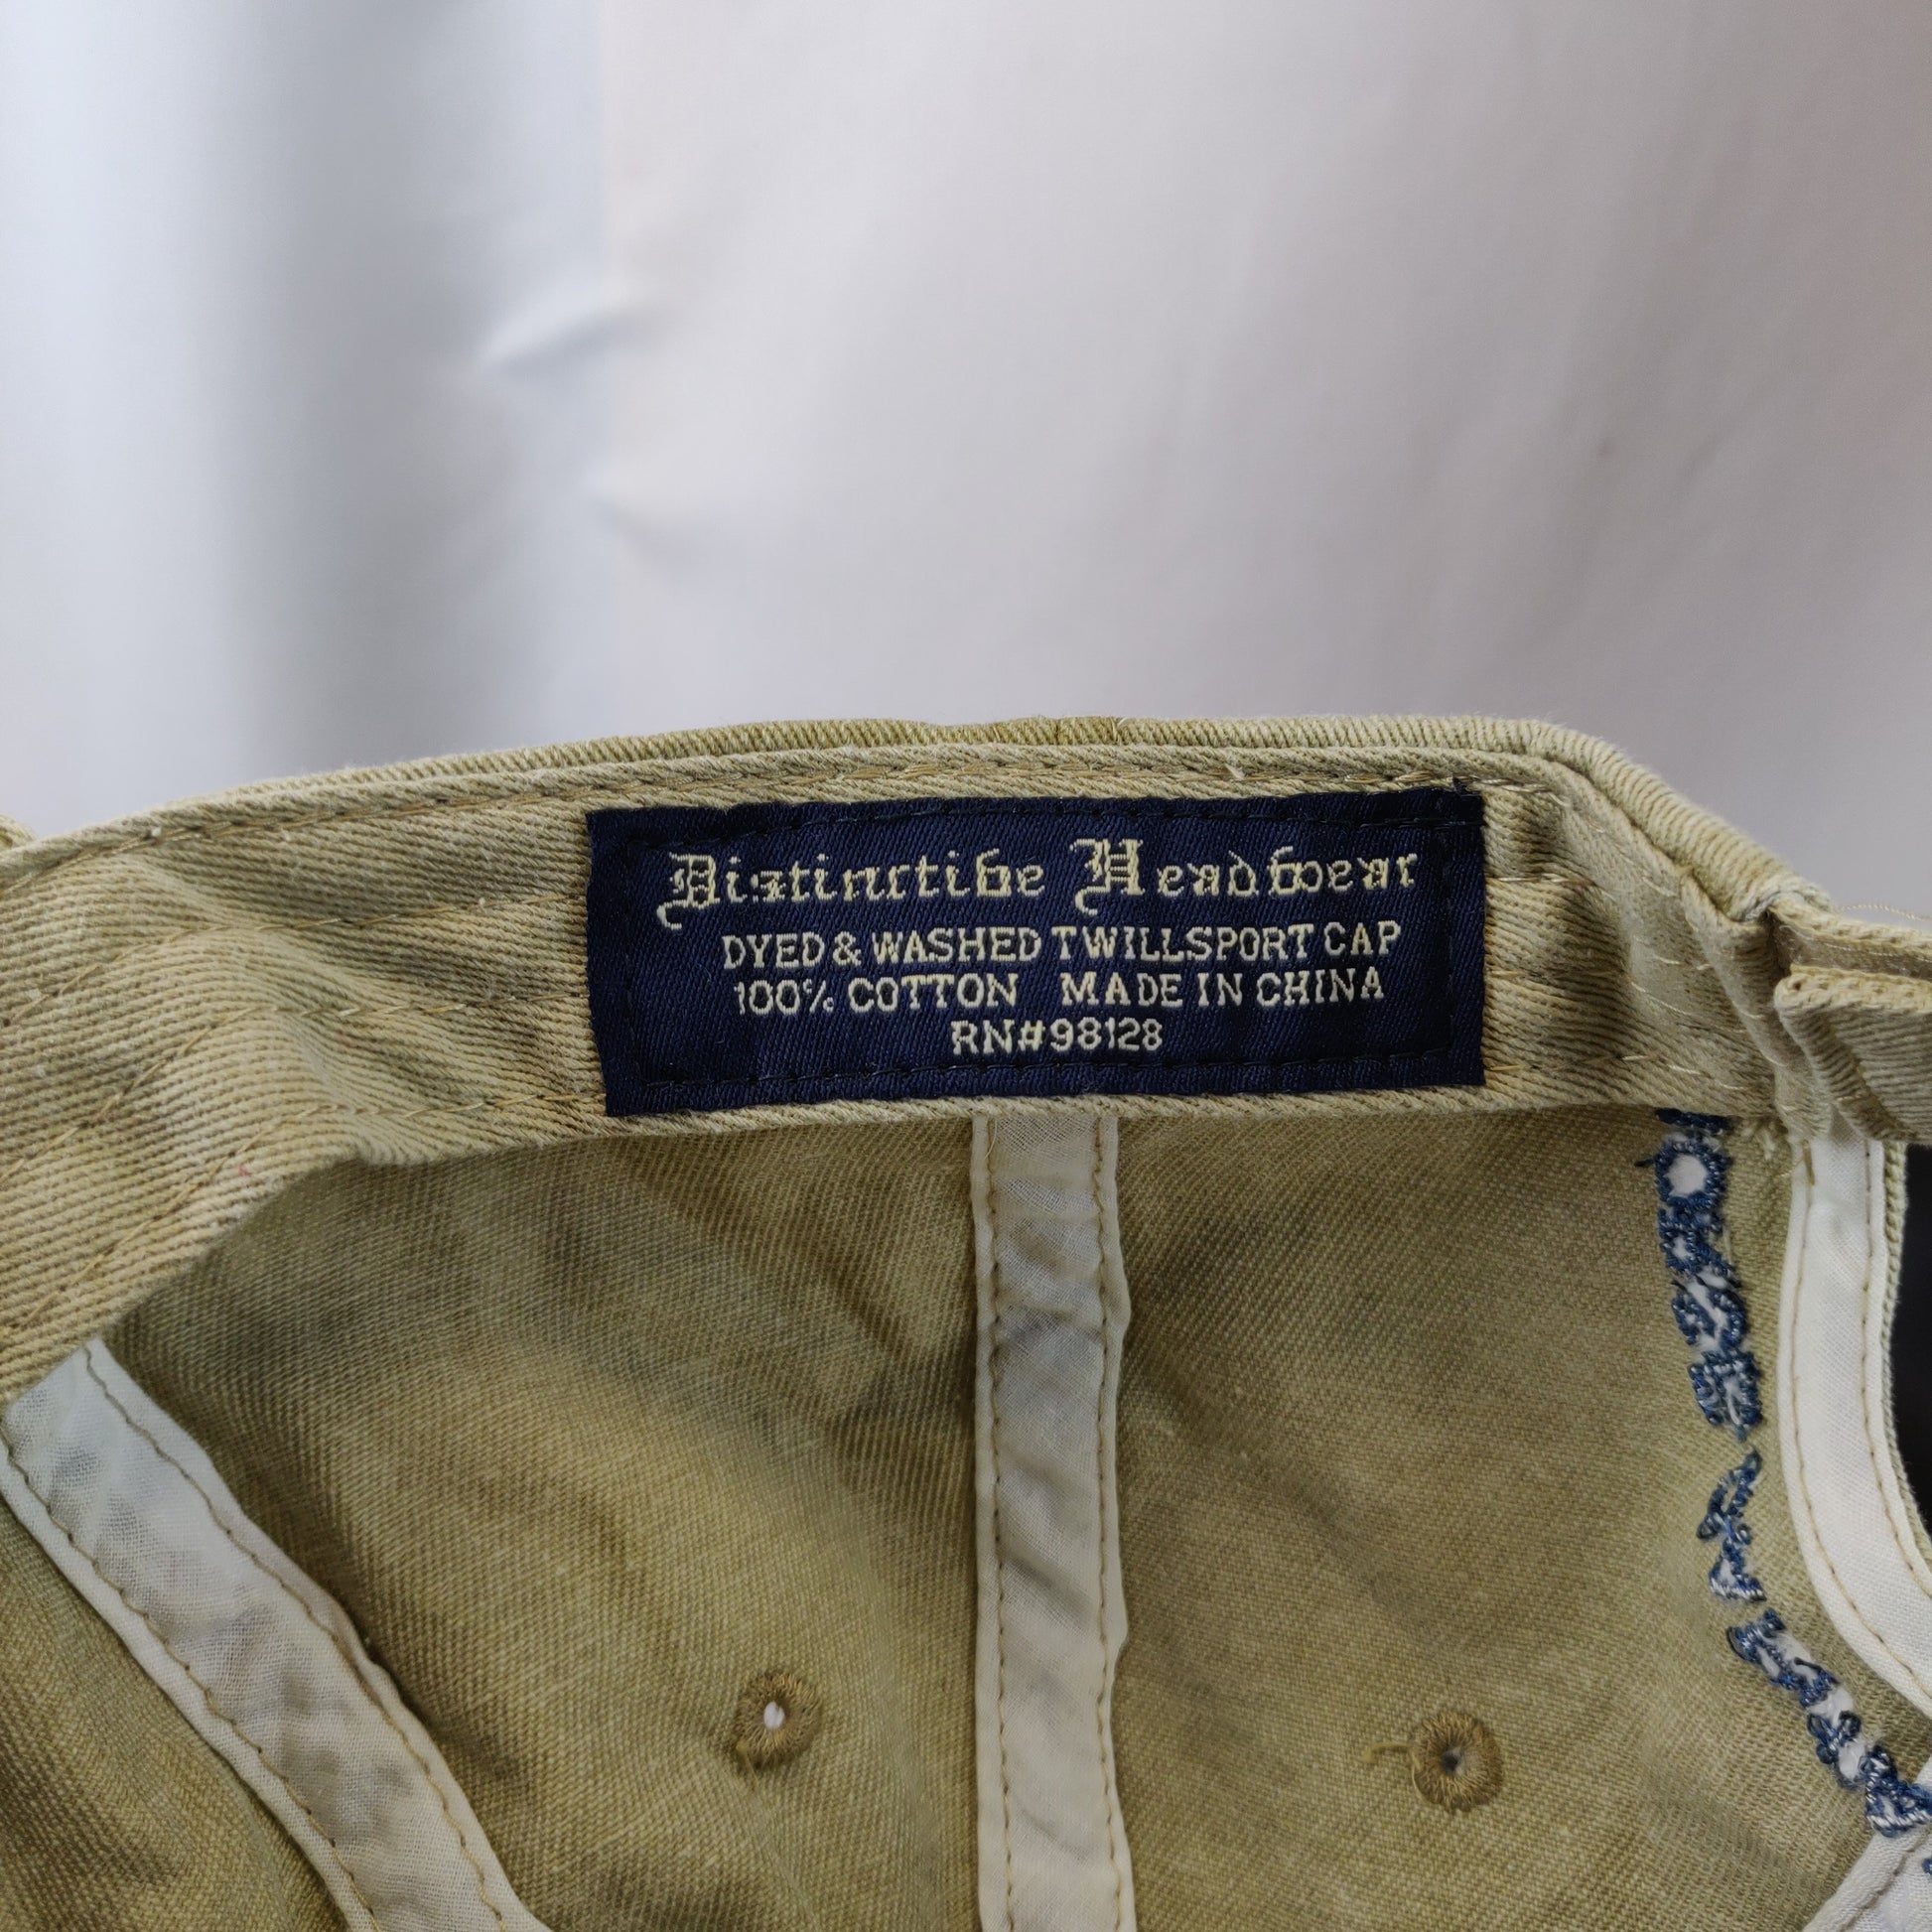 Distinctive Headwear
DYED & WASHED TWILLSPORT CAP
100% COTTON MADE IN CHINA
RN#98128